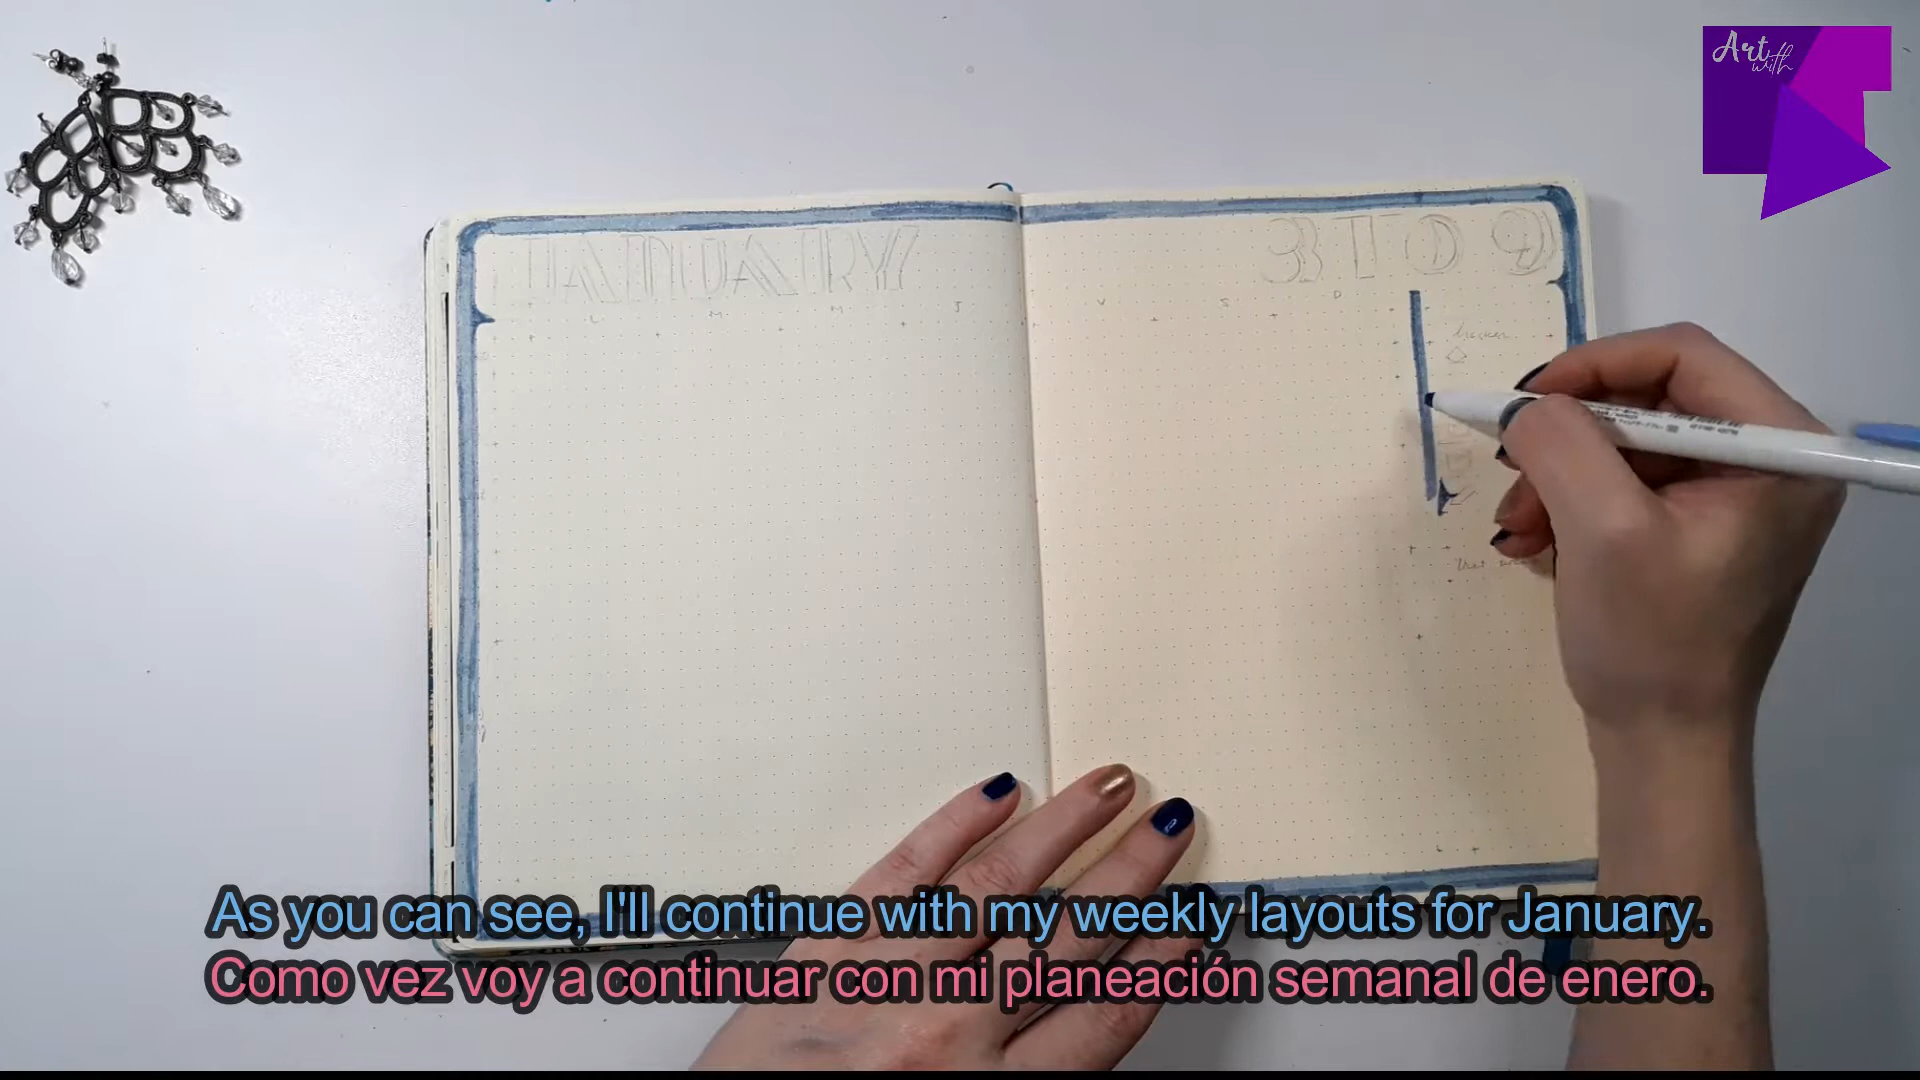 Art
with
JANUARY
3 TO 9
L M M J V S D
tracker
As you can see, I'll continue with my weekly layouts for January.
Como vez voy a continuar con mi planeación semanal de enero.